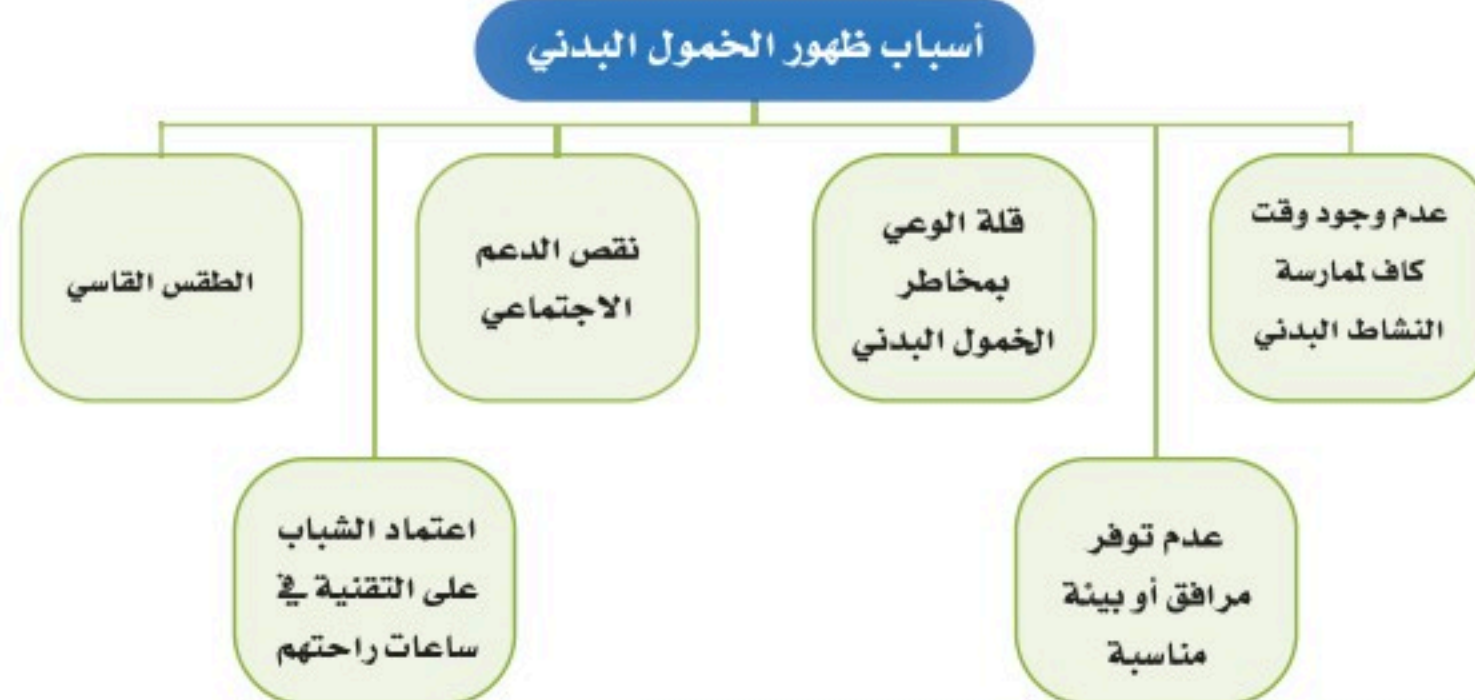 أسباب ظهور الخمول البدني
عدم وجود وقت
كاف لممارسة
النشاط البدني
قلة الوعي
بمخاطر
الخمول البدني
نقص الدعم
الاجتماعي
الطقس القاسي
عدم توفر
مرافق أو بيئة
مناسبة
اعتماد الشباب
على التقنية في
ساعات راحتهم